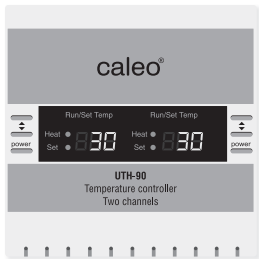 caleo®
Run/Set Temp Run/Set Temp
Heat 30 Heat 30
Set Set
power power
UTH-90
Temperature controller
Two channels